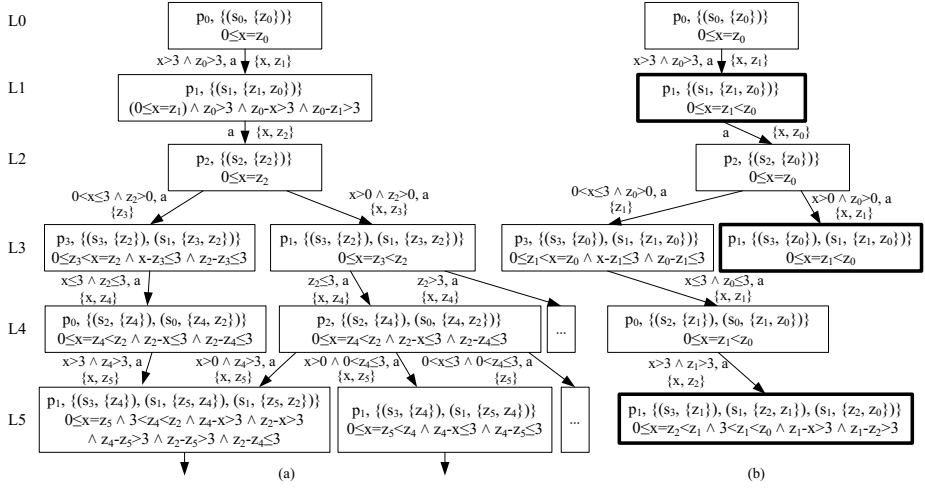 L0
p₀, {(s₀, {z₀})}
0≤x=z₀
p₀, {(s₀, {z₀})}
0≤x=z₀
x>3 ∧ z₀>3, a {x, z₁}
x>3 ∧ z₀>3, a {x, z₁}
L1
p₁, {(s₁, {z₁, z₀})}
(0≤x=z₁) ∧ z₀>3 ∧ z₀-x>3 ∧ z₀-z₁>3
p₁, {(s₁, {z₁, z₀})}
0≤x=z₁<z₀
a {x, z₂}
a {x, z₀}
L2
p₂, {(s₂, {z₂})}
0≤x=z₂
p₂, {(s₂, {z₀})}
0≤x=z₀
0<x≤3 ∧ z₂>0, a
{z₃}
x>0 ∧ z₂>0, a
{x, z₃}
0<x≤3 ∧ z₀>0, a
{z₁}
x>0 ∧ z₀>0, a
{x, z₁}
L3
p₃, {(s₃, {z₂}), (s₁, {z₃, z₂})}
0≤z₃<x=z₂ ∧ x-z₃≤3 ∧ z₂-z₃≤3
p₁, {(s₃, {z₂}), (s₁, {z₃, z₂})}
0≤x=z₃<z₂
p₃, {(s₃, {z₀}), (s₁, {z₁, z₀})}
0≤z₁<x=z₀ ∧ x-z₁≤3 ∧ z₀-z₁≤3
p₁, {(s₃, {z₀}), (s₁, {z₁, z₀})}
0≤x=z₁<z₀
x≤3 ∧ z₂≤3, a
{x, z₄}
z₂≤3, a
{x, z₄}
z₂>3, a
{x, z₄}
x≤3 ∧ z₀≤3, a
{x, z₁}
L4
p₀, {(s₂, {z₄}), (s₀, {z₄, z₂})}
0≤x=z₄<z₂ ∧ z₂-x≤3 ∧ z₂-z₄≤3
p₂, {(s₂, {z₄}), (s₀, {z₄, z₂})}
0≤x=z₄<z₂ ∧ z₂-x≤3 ∧ z₂-z₄≤3
...
p₀, {(s₂, {z₁}), (s₀, {z₁, z₀})}
0≤x=z₁<z₀
x>3 ∧ z₄>3, a
{x, z₅}
x>0 ∧ z₄>3, a
{x, z₅}
x>0 ∧ 0<z₄≤3, a
{x, z₅}
0<x≤3 ∧ 0<z₄≤3, a
{z₅}
x>3 ∧ z₁>3, a
{x, z₂}
L5
p₁, {(s₃, {z₄}), (s₁, {z₅, z₄}), (s₁, {z₅, z₂})}
0≤x=z₅ ∧ 3<z₄<z₂ ∧ z₄-x>3 ∧ z₂-x>3
∧ z₄-z₅>3 ∧ z₂-z₅>3 ∧ z₂-z₄≤3
p₁, {(s₃, {z₄}), (s₁, {z₅, z₄})}
0≤x=z₅<z₄ ∧ z₄-x≤3 ∧ z₄-z₅≤3
...
p₁, {(s₃, {z₁}), (s₁, {z₂, z₁}), (s₁, {z₂, z₀})}
0≤x=z₂<z₁ ∧ 3<z₁<z₀ ∧ z₁-x>3 ∧ z₁-z₂>3
(a)
(b)